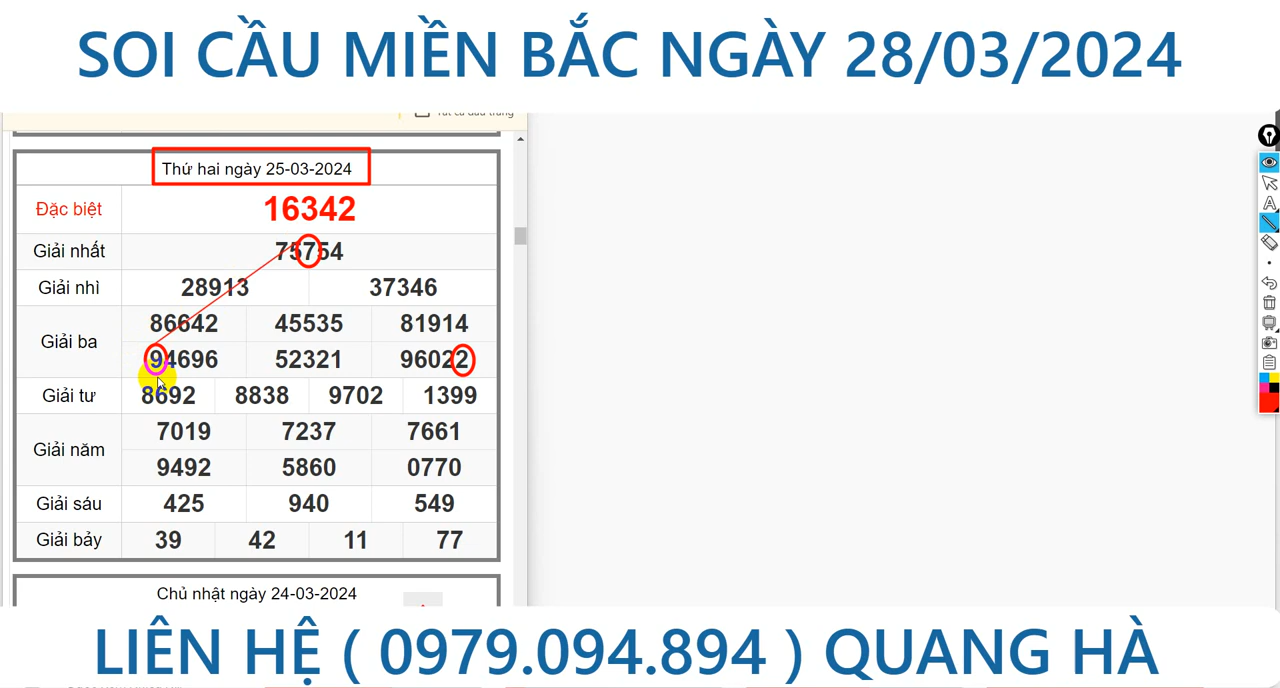 SOI CẦU MIỀN BẮC NGÀY 28/03/2024
Thứ hai ngày 25-03-2024
Đặc biệt 16342
Giải nhất 75754
Giải nhì 28913 37346
Giải ba 86642 45535 81914
94696 52321 96022
Giải tư 8692 8838 9702 1399
Giải năm 7019 7237 7661
9492 5860 0770
Giải sáu 425 940 549
Giải bảy 39 42 11 77
Chủ nhật ngày 24-03-2024
LIÊN HỆ ( 0979.094.894 ) QUANG HÀ